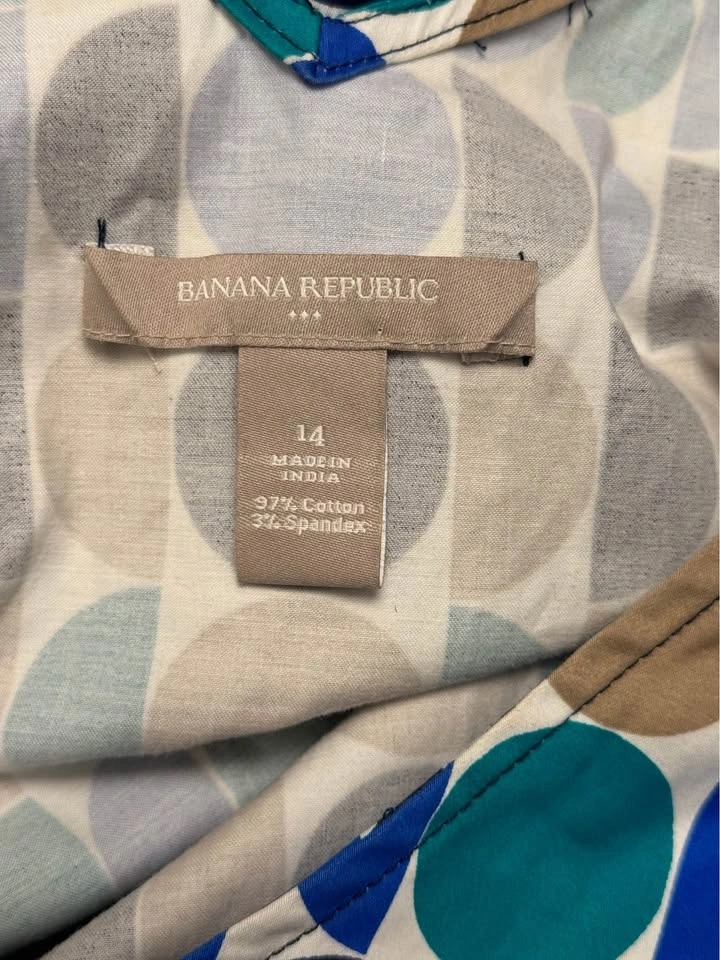 BANANA REPUBLIC
14
MADE IN
INDIA
97% Cotton
3% Spandex